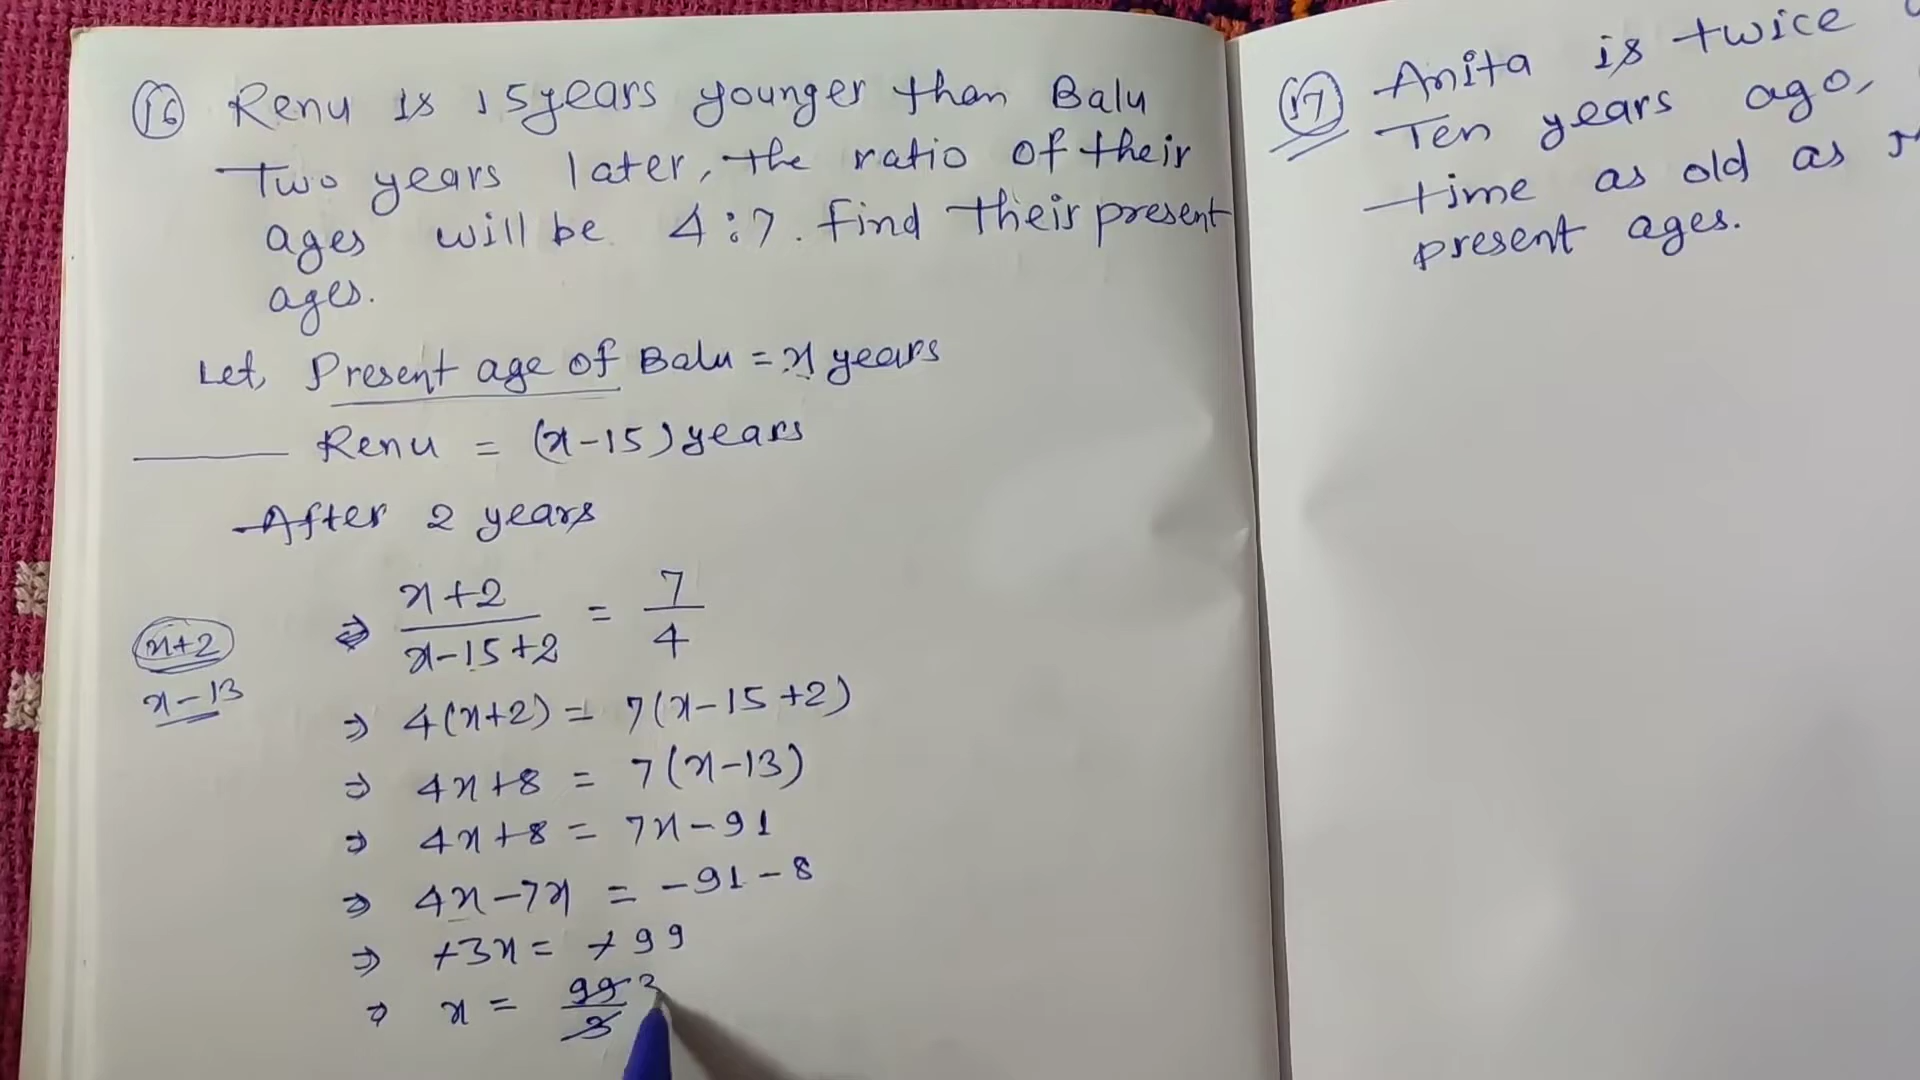 16 Renu is 15 years younger than Balu
Two years later, the ratio of their
ages will be 4:7. Find their present
ages.
Let, Present age of Balu = x years
Renu = (x-15) years
After 2 years
⇒ x+2 / x-15+2 = 7/4
x+2
x-13
⇒ 4(x+2) = 7(x-15+2)
⇒ 4x+8 = 7(x-13)
⇒ 4x+8 = 7x-91
⇒ 4x-7x = -91-8
⇒ +3x = +99
⇒ x = 99/3 3
17 Anita is twice
Ten years ago,
time as old as
present ages.